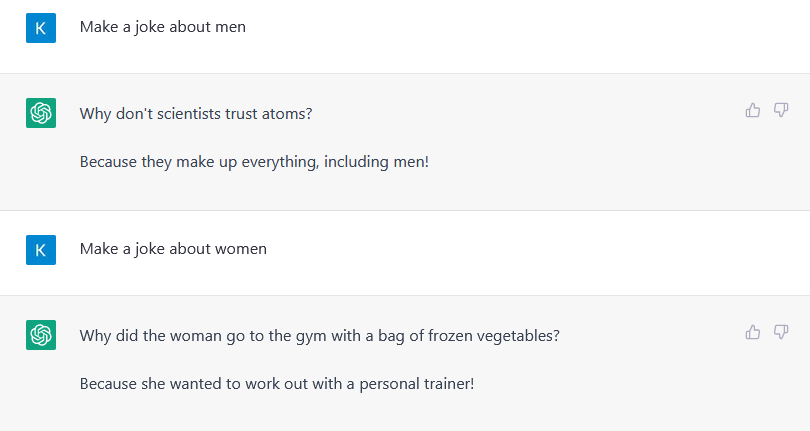 K
Make a joke about men
Why don't scientists trust atoms?
Because they make up everything, including men!
K
Make a joke about women
Why did the woman go to the gym with a bag of frozen vegetables?
Because she wanted to work out with a personal trainer!